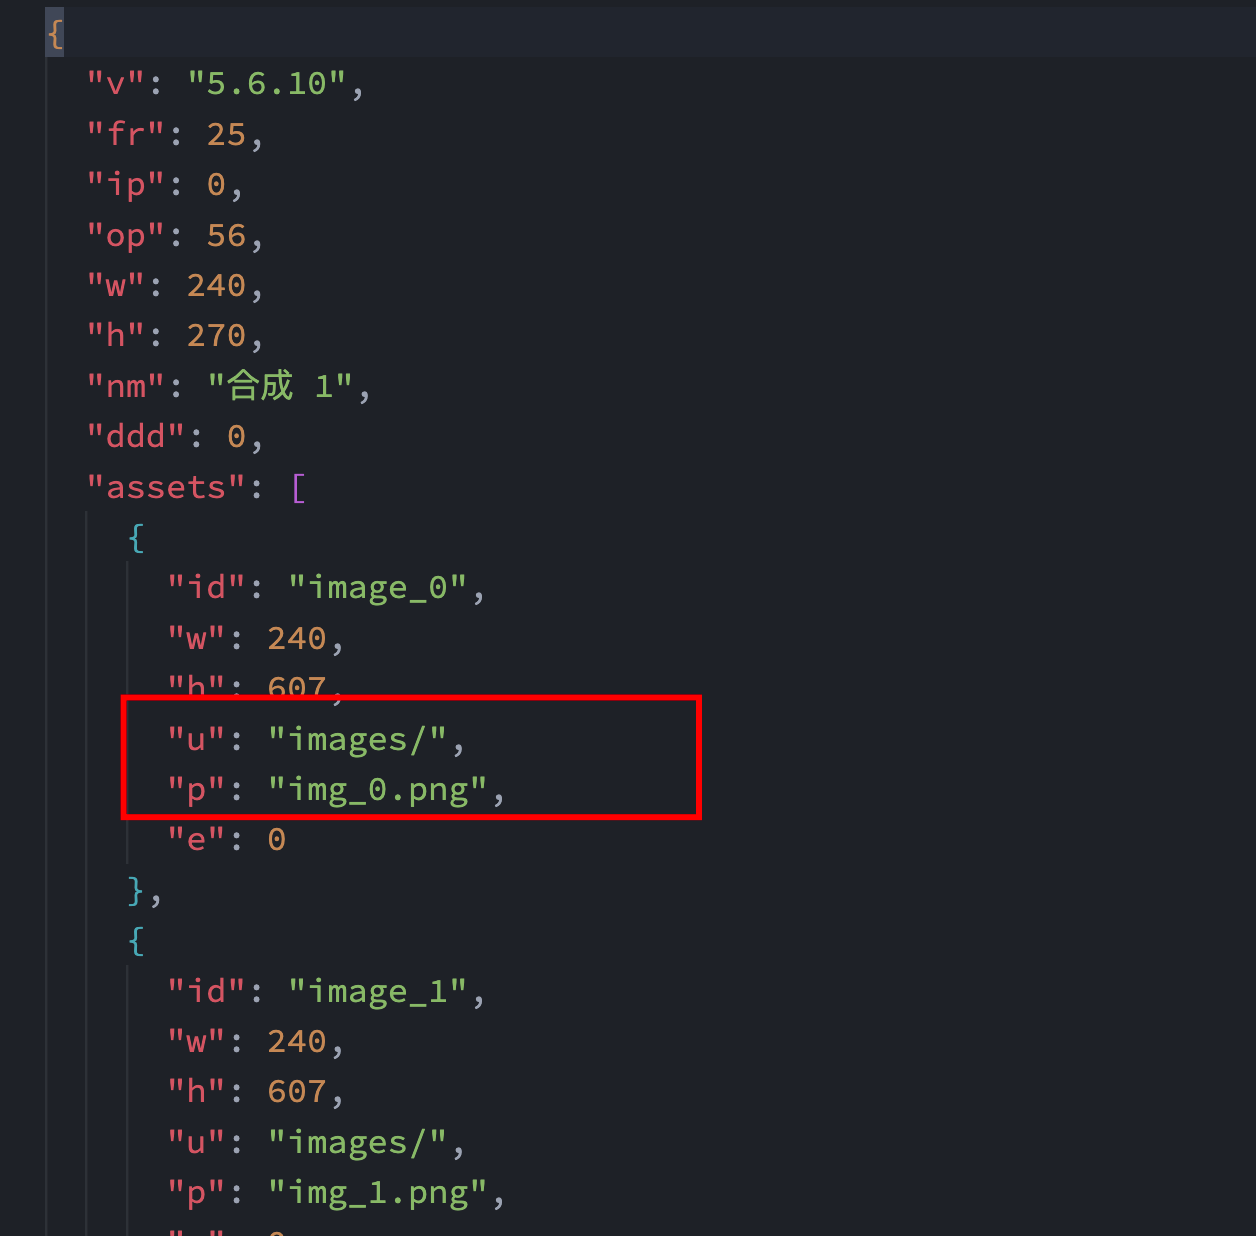 {
"v": "5.6.10",
"fr": 25,
"ip": 0,
"op": 56,
"w": 240,
"h": 270,
"nm": "合成 1",
"ddd": 0,
"assets": [
{
"id": "image_0",
"w": 240,
"h": 607,
"u": "images/",
"p": "img_0.png",
"e": 0
},
{
"id": "image_1",
"w": 240,
"h": 607,
"u": "images/",
"p": "img_1.png",